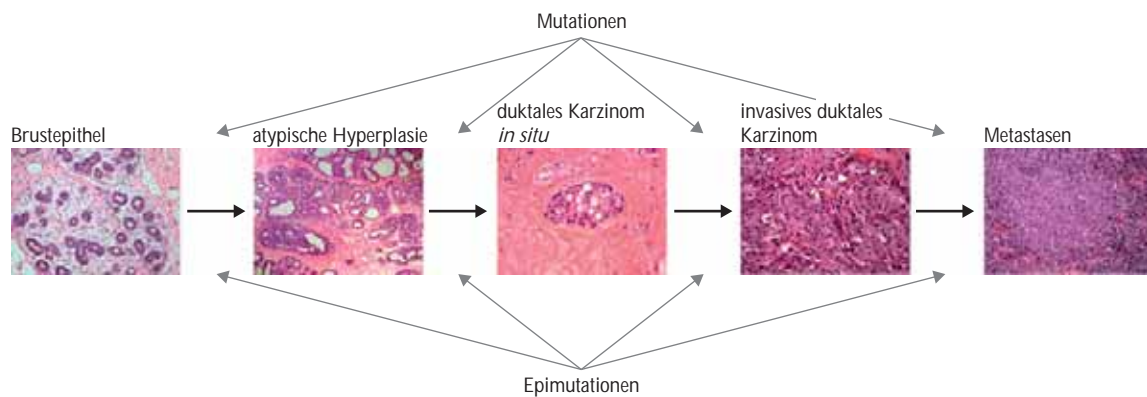 Mutationen
Brustepithel
atypische Hyperplasie
duktales Karzinom
in situ
invasives duktales
Karzinom
Metastasen
Epimutationen